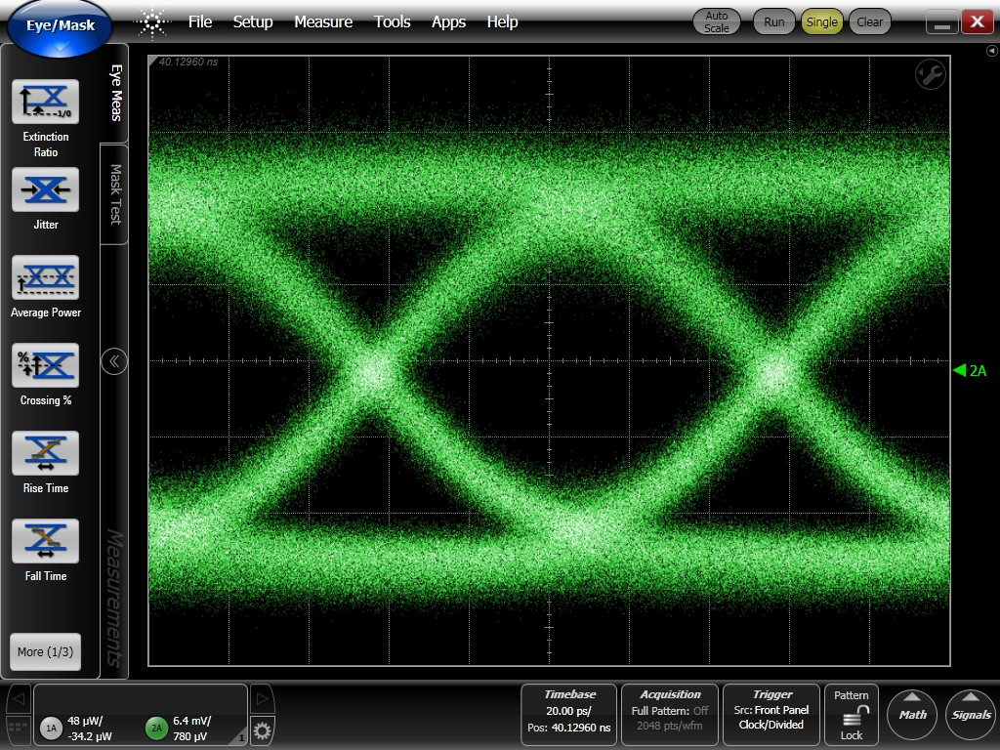 Eye/Mask
File Setup Measure Tools Apps Help
Auto
Scale
Run
Single
Clear
X
Eye Meas
Mask Test
40.12960 ns
-1/0
Extinction
Ratio
Jitter
Average Power
%
Crossing %
Rise Time
Fall Time
More (1/3)
Measurements
2A
1A
48 µW/
-34.2 µW
2A
6.4 mV/
780 µV
1
Timebase
20.00 ps/
Pos: 40.12960 ns
Acquisition
Full Pattern: Off
2048 pts/wfm
Trigger
Src: Front Panel
Clock/Divided
Pattern
Lock
Math
Signals